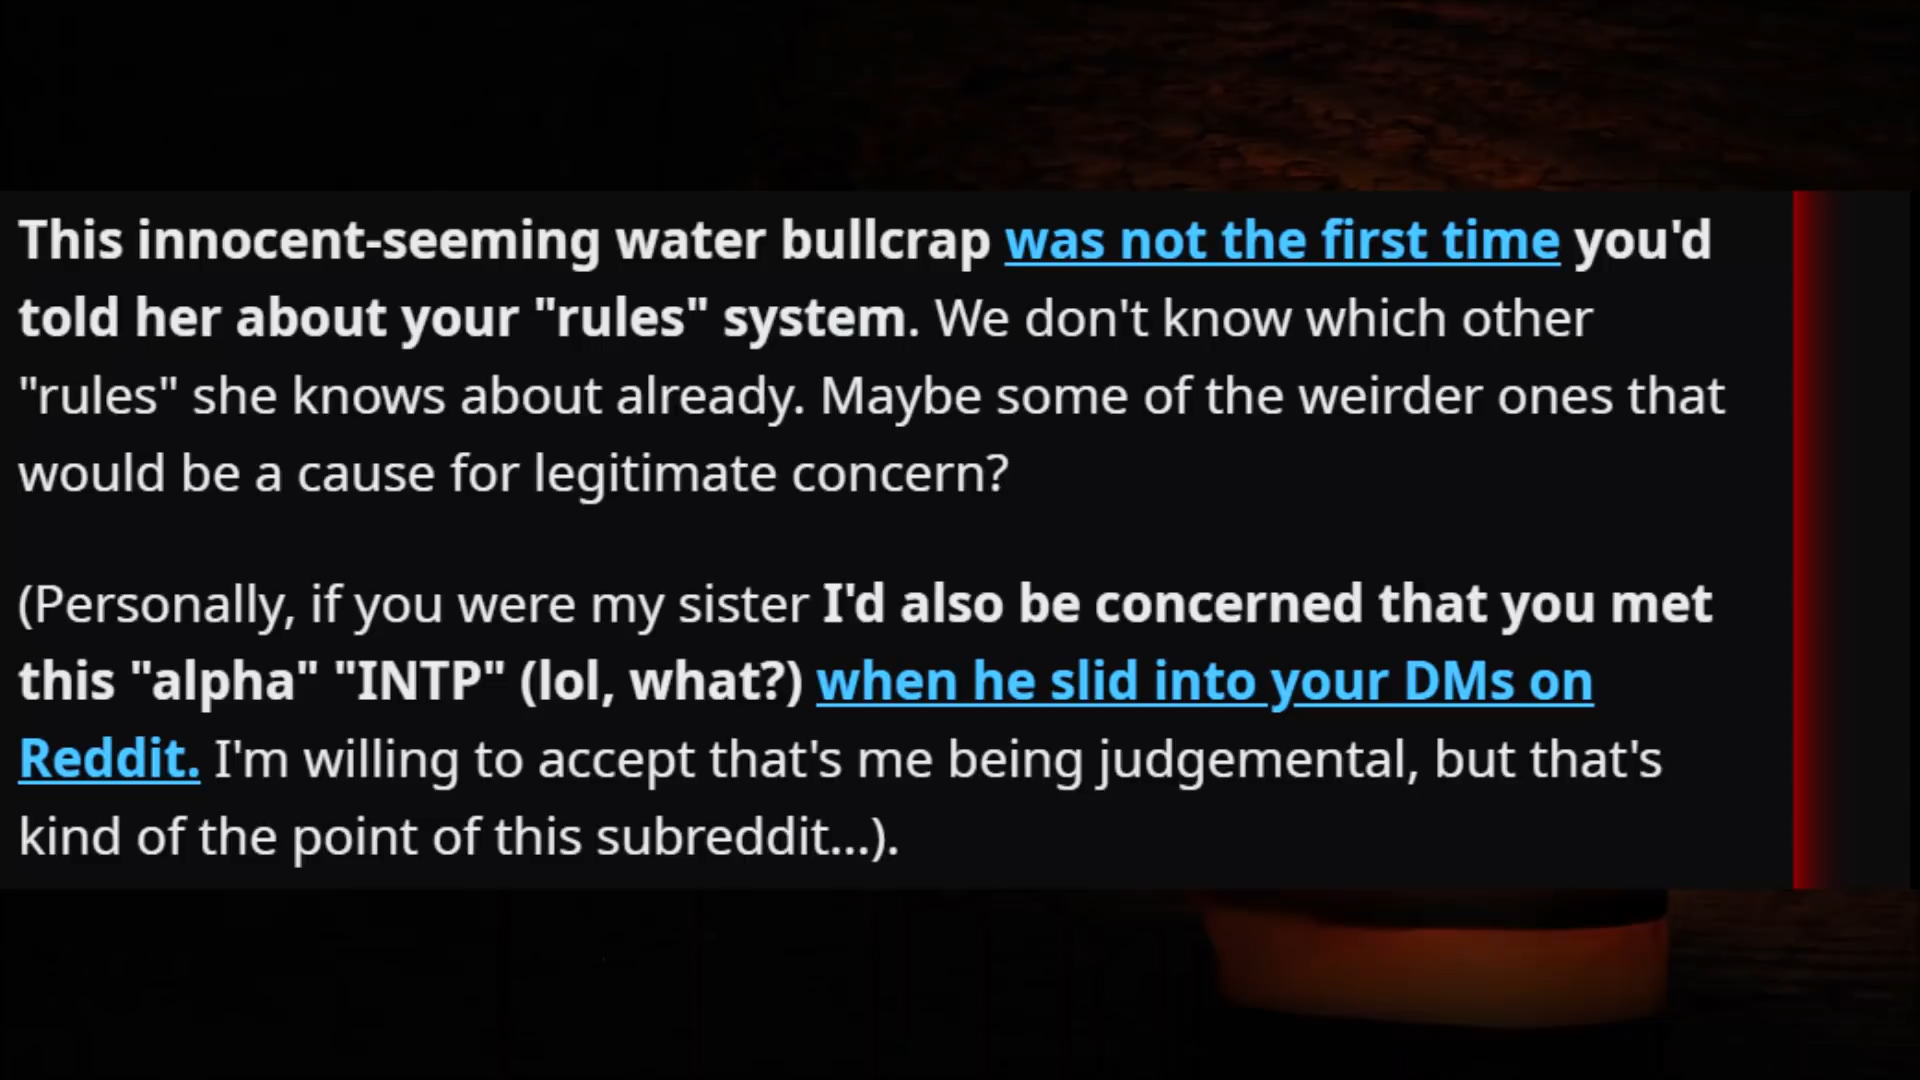 This innocent-seeming water bullcrap was not the first time you'd
told her about your "rules" system. We don't know which other
"rules" she knows about already. Maybe some of the weirder ones that
would be a cause for legitimate concern?
(Personally, if you were my sister I'd also be concerned that you met
this "alpha" "INTP" (lol, what?) when he slid into your DMs on
Reddit. I'm willing to accept that's me being judgemental, but that's
kind of the point of this subreddit...).